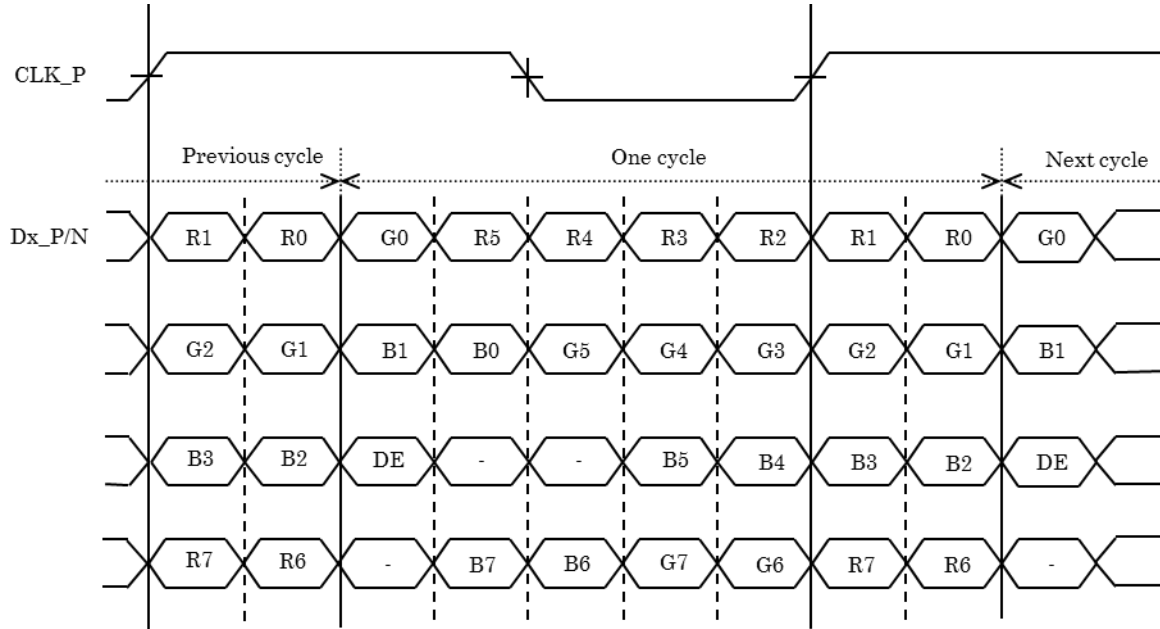 CLK_P
Previous cycle One cycle Next cycle
Dx_P/N R1 R0 G0 R5 R4 R3 R2 R1 R0 G0
G2 G1 B1 B0 G5 G4 G3 G2 G1 B1
B3 B2 DE - - B5 B4 B3 B2 DE
R7 R6 - B7 B6 G7 G6 R7 R6 -